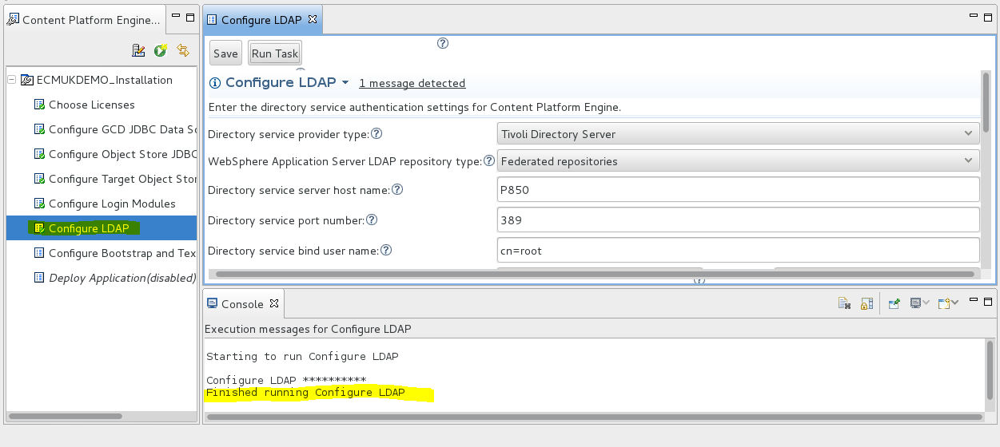 Content Platform Engine...
ECMUKDEMO_Installation
Choose Licenses
Configure GCD JDBC Data So
Configure Object Store JDBC
Configure Target Object Stor
Configure Login Modules
Configure LDAP
Configure Bootstrap and Tex
Deploy Application(disabled)
Configure LDAP
Save
Run Task
Configure LDAP
1 message detected
Enter the directory service authentication settings for Content Platform Engine.
Directory service provider type:
Tivoli Directory Server
WebSphere Application Server LDAP repository type:
Federated repositories
Directory service server host name:
P850
Directory service port number:
389
Directory service bind user name:
cn=root
Console
Execution messages for Configure LDAP
Starting to run Configure LDAP
Configure LDAP **********
Finished running Configure LDAP